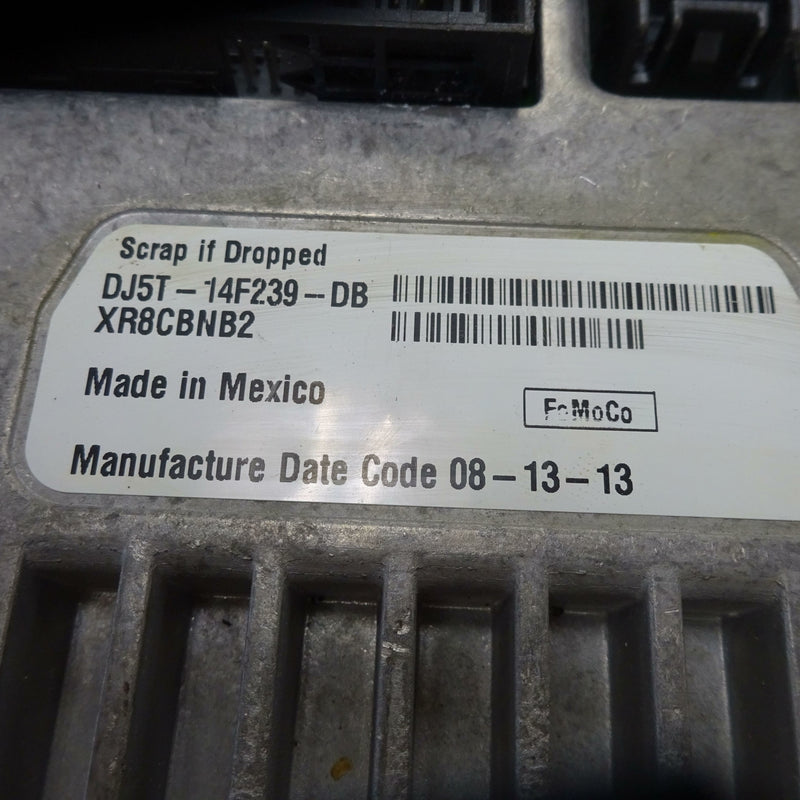 Scrap if Dropped
DJ5T-14F239-DB
XR8CBNB2
Made in Mexico
FoMoCo
Manufacture Date Code 08-13-13